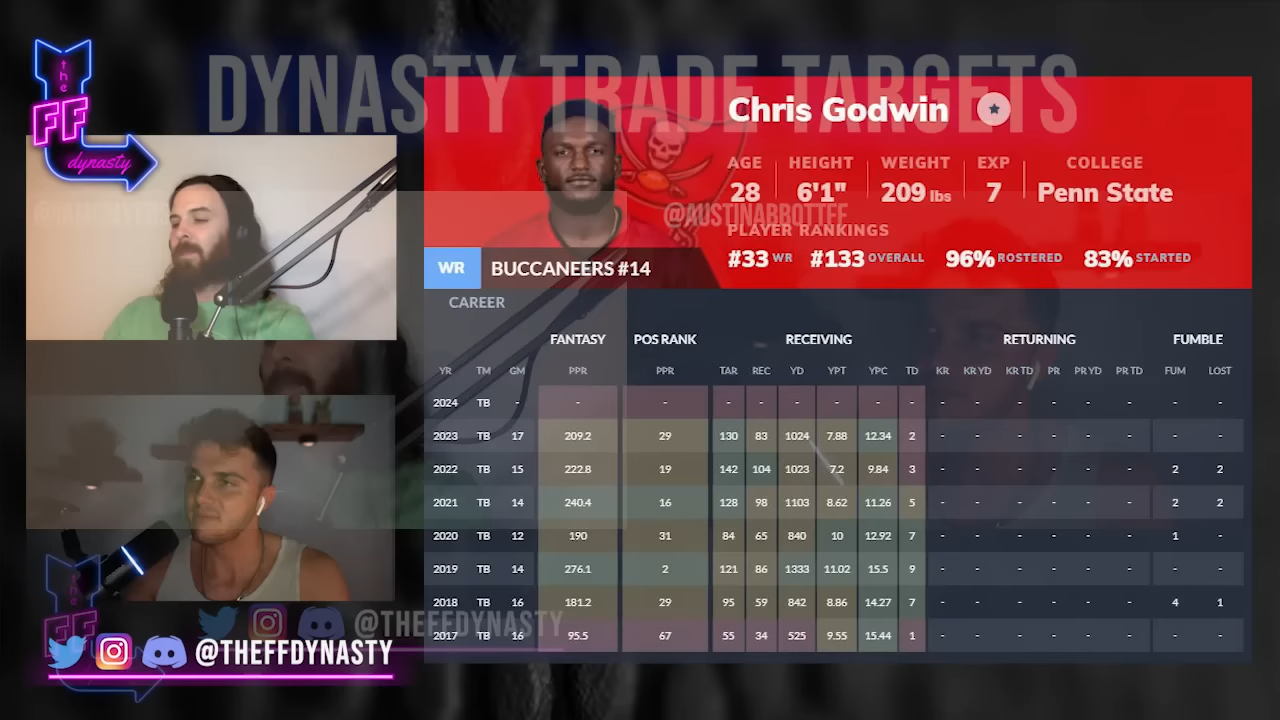 DYNASTY TRADE TARGETS
the
FF
dynasty
Chris Godwin
AGE HEIGHT WEIGHT EXP COLLEGE
28 6'1" 209 lbs 7 Penn State
@AUSTINABBOTTFF
PLAYER RANKINGS
#33 WR #133 OVERALL 96% ROSTERED 83% STARTED
WR BUCCANEERS #14
CAREER
FANTASY POS RANK RECEIVING RETURNING FUMBLE
YR TM GM PPR PPR TAR REC YD YPT YPC TD KR KR YD KR TD PR PR YD PR TD FUM LOST
2024 TB - - - - - - - - - - - - - - - - -
2023 TB 17 209.2 29 130 83 1024 7.88 12.34 2 - - - - - - - -
2022 TB 15 222.8 19 142 104 1023 7.2 9.84 3 - - - - - - 2 2
2021 TB 14 240.4 16 128 98 1103 8.62 11.26 5 - - - - - - 2 2
2020 TB 12 190 31 84 65 840 10 12.92 7 - - - - - - 1 -
2019 TB 14 276.1 2 121 86 1333 11.02 15.5 9 - - - - - - - -
2018 TB 16 181.2 29 95 59 842 8.86 14.27 7 - - - - - - 4 1
2017 TB 16 95.5 67 55 34 525 9.55 15.44 1 - - - - - - - -
the
FF
@THEFFDYNASTY
@THEFFDYNASTY